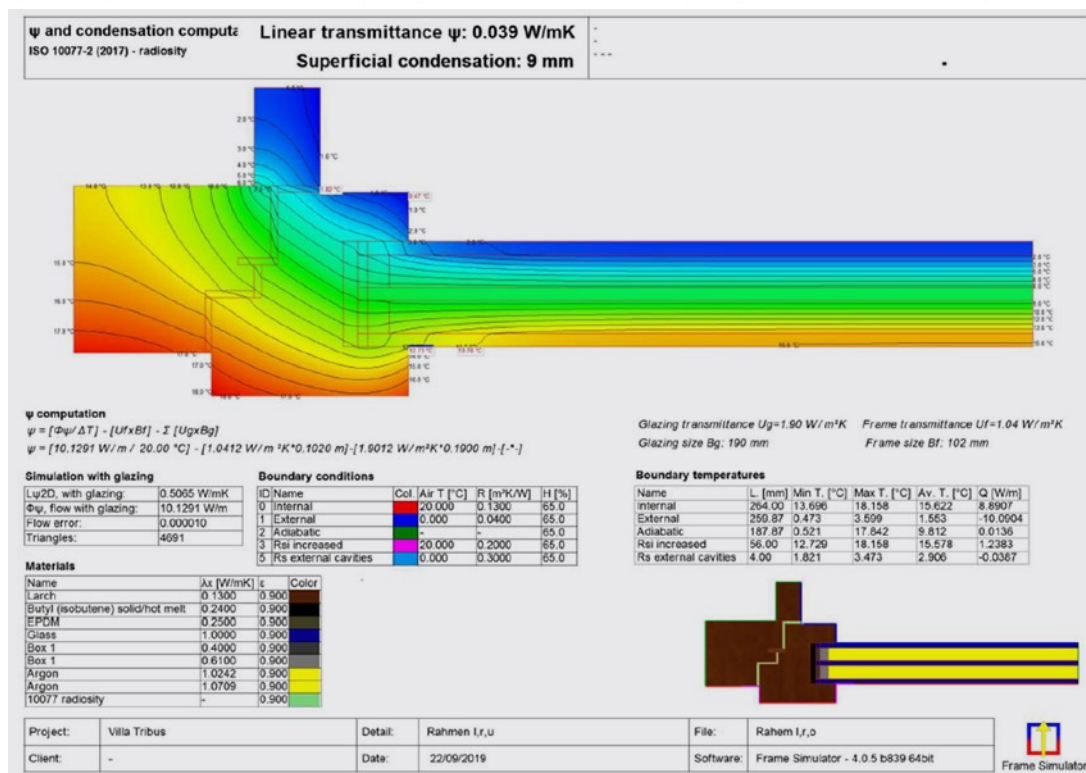 ψ and condensation computa
Linear transmittance ψ: 0.039 W/mK
ISO 10077-2 (2017) - radiosity
Superficial condensation: 9 mm
ψ computation
ψ = [Φψ/ΔT] - [UfxBf] - Σ [UgxBg]
ψ = [10.1291 W/m / 20.00 °C] - [1.0412 W/m²K*0.1020 m]-[1.9012 W/m²K*0.1900 m]-[-*-]
Glazing transmittance Ug=1.90 W/m²K Frame transmittance Uf=1.04 W/m²K
Glazing size Bg: 190 mm Frame size Bf: 102 mm
Simulation with glazing
Lψ2D, with glazing: 0.5065 W/mK
Φψ, flow with glazing: 10.1291 W/m
Flow error: 0.000010
Triangles: 4691
Boundary conditions
ID Name Col. Air T [°C] R [m²K/W] H [%]
0 Internal 20.000 0.1300 65.0
1 External 0.000 0.0400 65.0
2 Adiabatic - - 65.0
3 Rsi increased 20.000 0.2000 65.0
5 Rs external cavities 0.000 0.3000 65.0
Boundary temperatures
Name L. [mm] Min T. [°C] Max T. [°C] Av. T. [°C] Q [W/m]
Internal 264.00 13.696 18.158 15.622 8.8907
External 259.87 0.473 3.599 1.553 -10.0904
Adiabatic 187.87 0.521 17.842 9.812 0.0136
Rsi increased 56.00 12.729 18.158 15.578 1.2383
Rs external cavities 4.00 1.821 3.473 2.906 -0.0387
Materials
Name λx [W/mK] ε Color
Larch 0.1300 0.900
Butyl (isobutene) solid/hot melt 0.2400 0.900
EPDM 0.2500 0.900
Glass 1.0000 0.900
Box 1 0.4000 0.900
Box 1 0.6100 0.900
Argon 1.0242 0.900
Argon 1.0709 0.900
10077 radiosity - 0.900
Project: Villa Tribus Detail: Rahmen l,r,u File: Rahem l,r,o
Client: - Date: 22/09/2019 Software: Frame Simulator - 4.0.5 b839 64bit
Frame Simulator